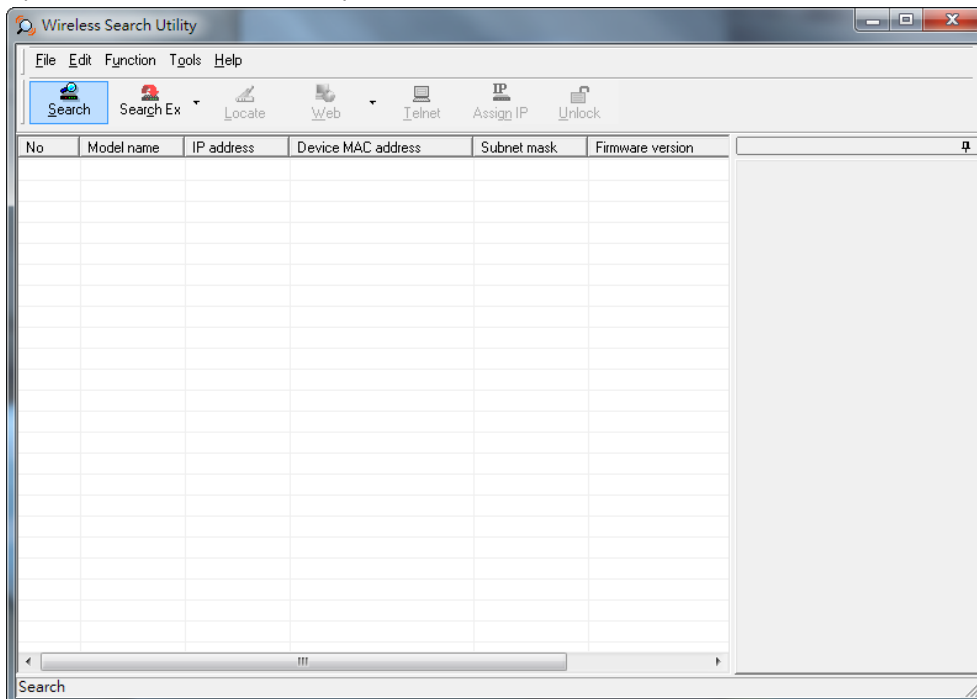 Wireless Search Utility
File Edit Function Tools Help
Search Search Ex Locate Web Telnet Assign IP Unlock
No Model name IP address Device MAC address Subnet mask Firmware version
Search